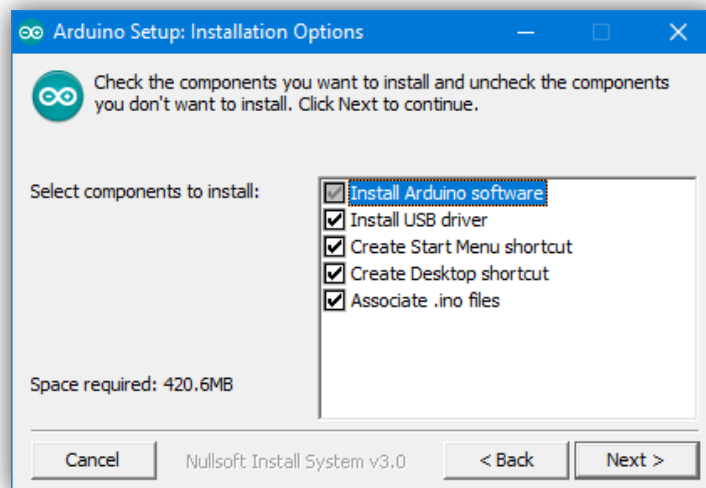 Arduino Setup: Installation Options
Check the components you want to install and uncheck the components
you don't want to install. Click Next to continue.
Select components to install:
Install Arduino software
Install USB driver
Create Start Menu shortcut
Create Desktop shortcut
Associate .ino files
Space required: 420.6MB
Cancel
Nullsoft Install System v3.0
< Back
Next >